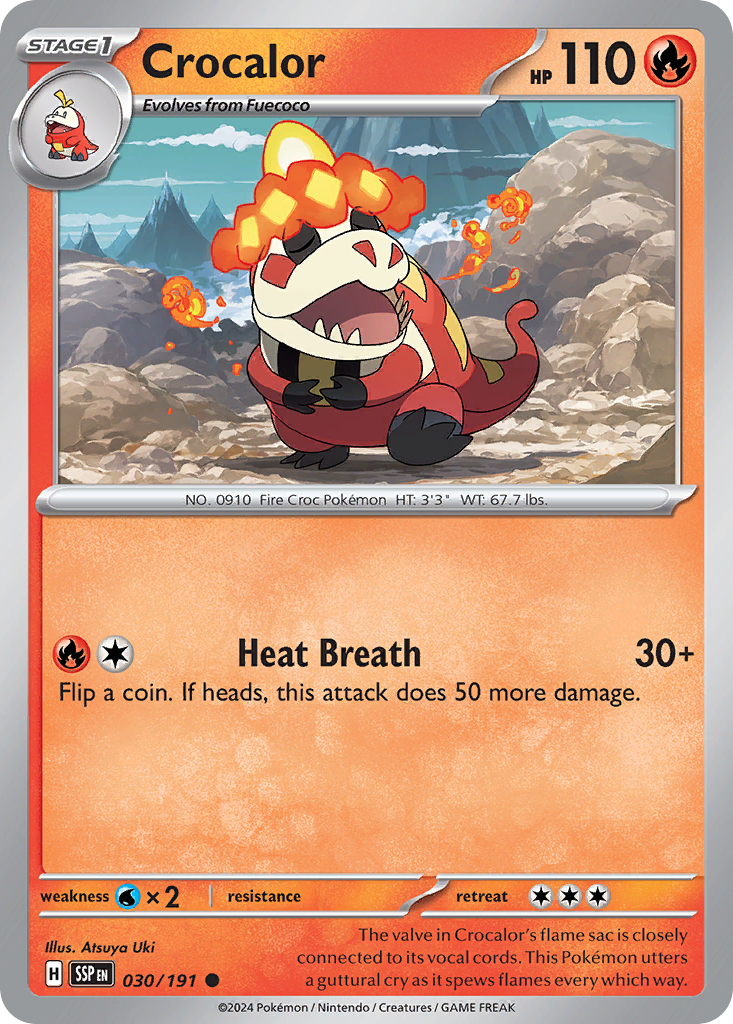 STAGE1
Crocalor
HP 110
Evolves from Fuecoco
NO. 0910 Fire Croc Pokémon HT: 3'3" WT: 67.7 lbs.
Heat Breath 30+
Flip a coin. If heads, this attack does 50 more damage.
weakness ×2 resistance retreat
Illus. Atsuya Uki
The valve in Crocalor's flame sac is closely
connected to its vocal cords. This Pokémon utters
a guttural cry as it spews flames every which way.
H SSP EN 030/191
©2024 Pokémon / Nintendo / Creatures / GAME FREAK